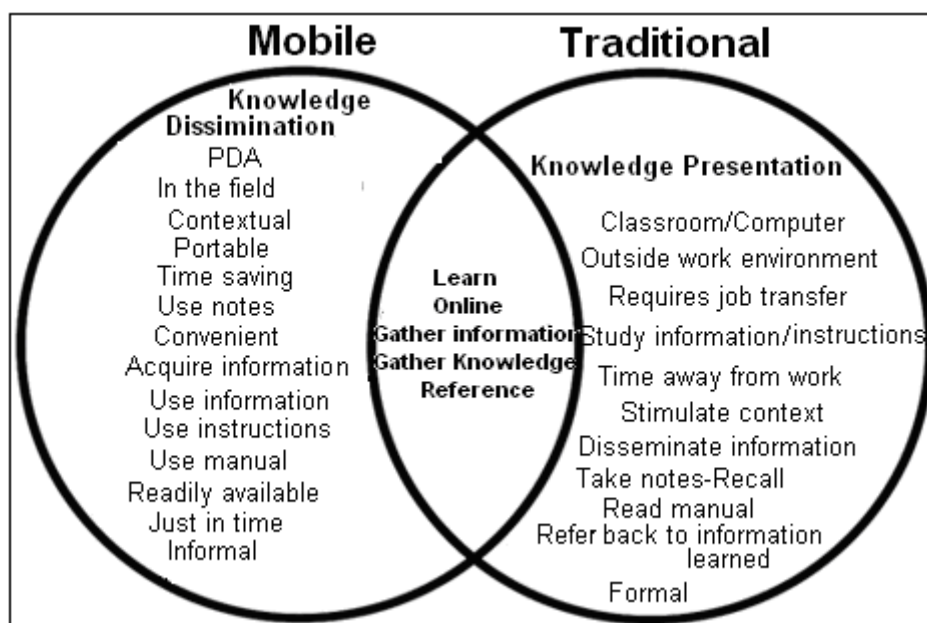 Mobile
Traditional
Knowledge
Dissimination
PDA
In the field
Contextual
Portable
Time saving
Use notes
Convenient
Acquire information
Use information
Use instructions
Use manual
Readily available
Just in time
Informal
Learn
Online
Gather information
Gather Knowledge
Reference
Knowledge Presentation
Classroom/Computer
Outside work environment
Requires job transfer
Study information/instructions
Time away from work
Stimulate context
Disseminate information
Take notes-Recall
Read manual
Refer back to information
learned
Formal